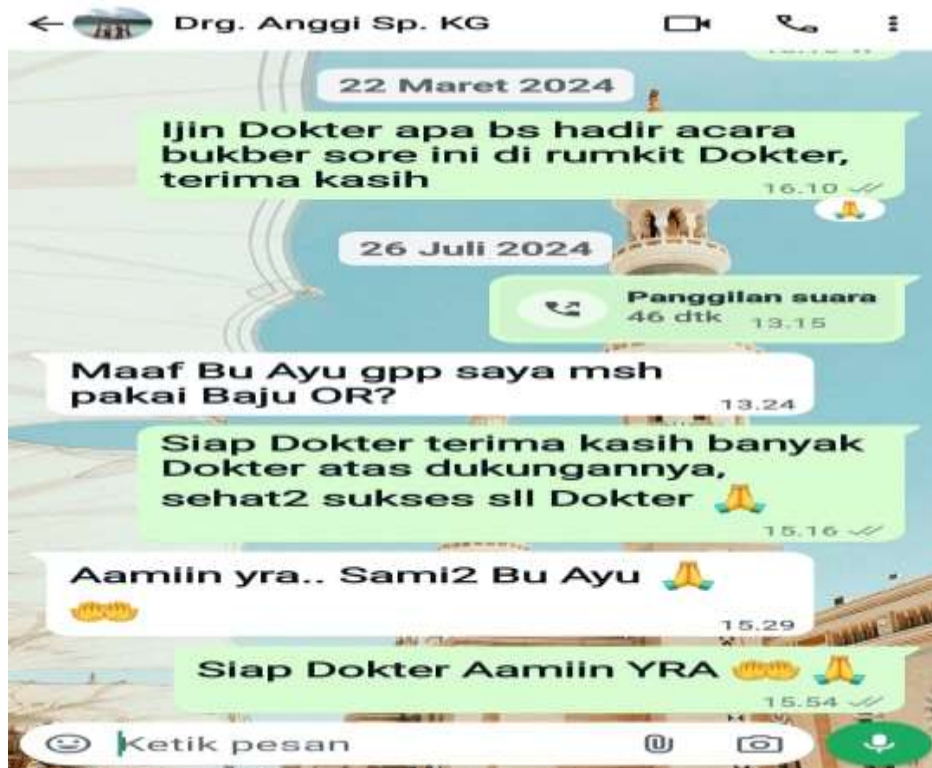 Drg. Anggi Sp. KG
22 Maret 2024
Ijin Dokter apa bs hadir acara
bukber sore ini di rumkit Dokter,
terima kasih
16.10
26 Juli 2024
Panggilan suara
46 dtk 13.15
Maaf Bu Ayu gpp saya msh
pakai Baju OR?
13.24
Siap Dokter terima kasih banyak
Dokter atas dukungannya,
sehat2 sukses sll Dokter 🙏
15.16
Aamiin yra.. Sami2 Bu Ayu 🙏
🤲
15.29
Siap Dokter Aamiin YRA 🤲 🙏
15.54
Ketik pesan